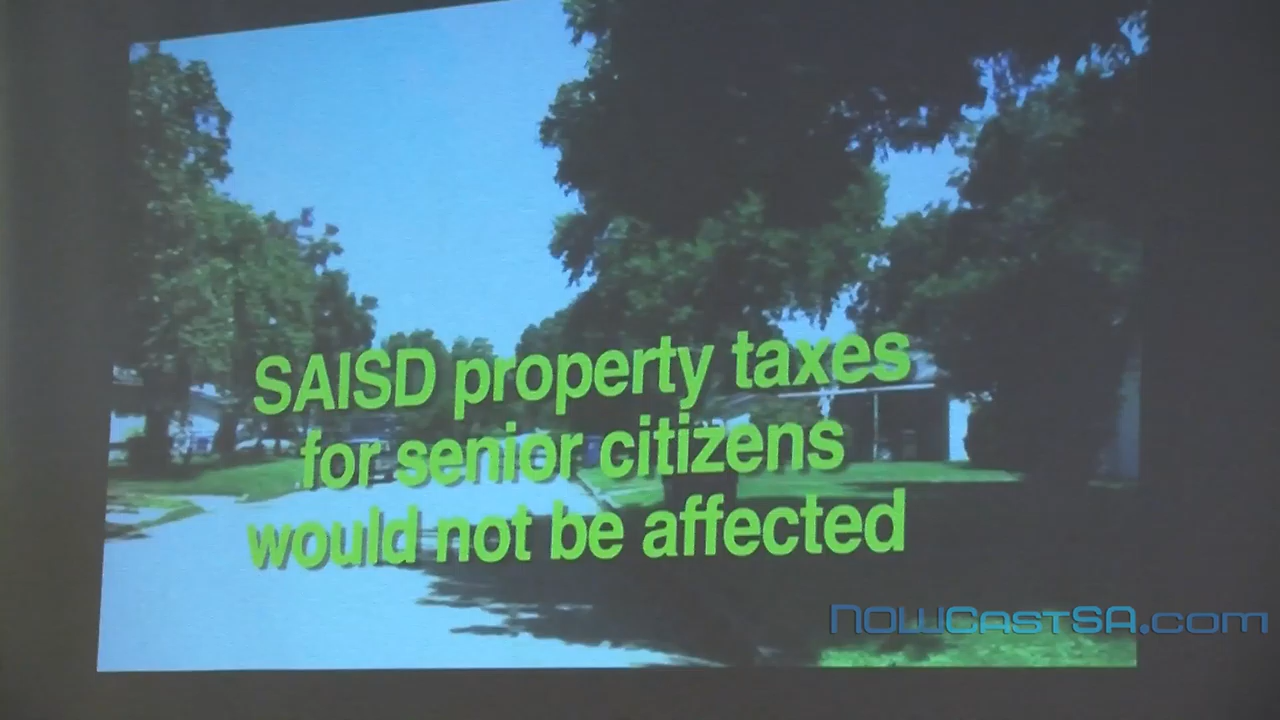 SAISD property taxes
for senior citizens
would not be affected
NOWCastSA.com